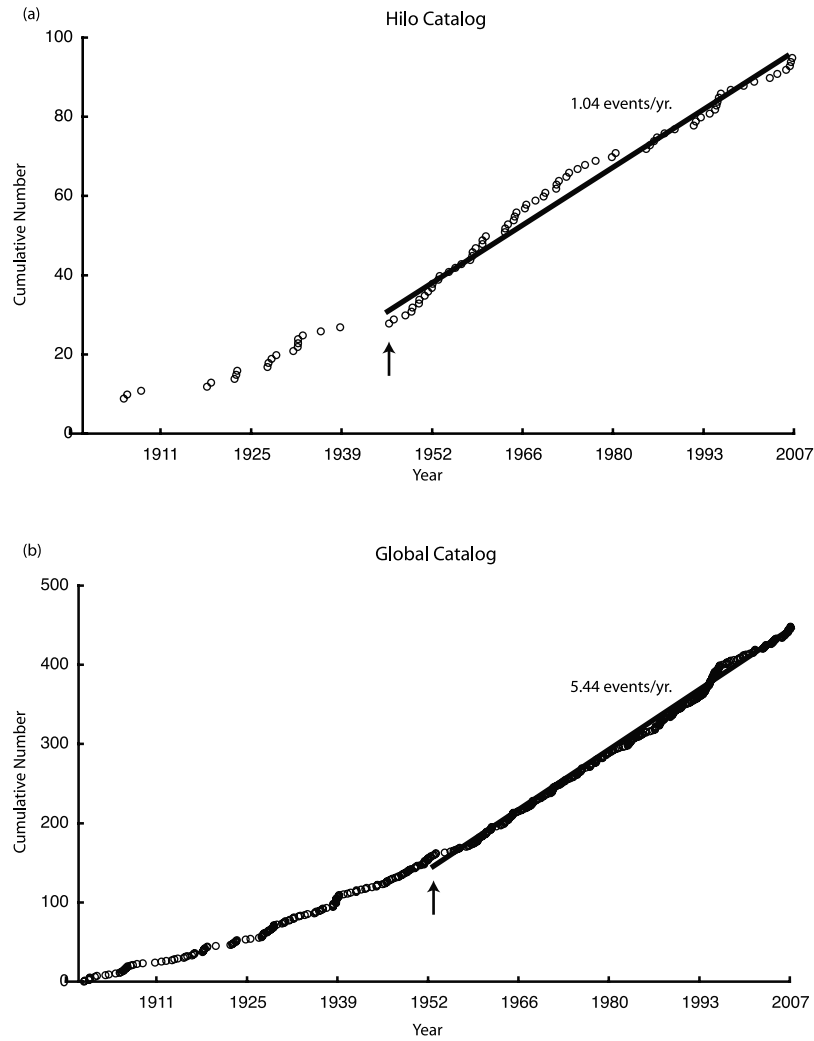 (a)
Hilo Catalog
100
80
60
40
20
0
Cumulative Number
1.04 events/yr.
1911 1925 1939 1952 1966 1980 1993 2007
Year
(b)
Global Catalog
500
400
300
200
100
0
Cumulative Number
5.44 events/yr.
1911 1925 1939 1952 1966 1980 1993 2007
Year